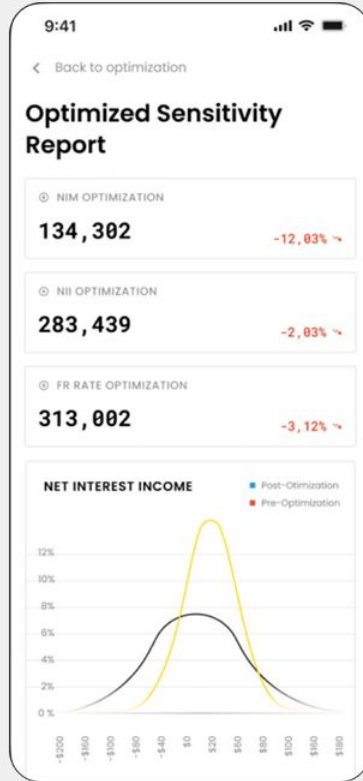 9:41
Back to optimization
Optimized Sensitivity
Report
NIM OPTIMIZATION
134,302
-12,03%
NII OPTIMIZATION
283,439
-2,03%
FR RATE OPTIMIZATION
313,002
-3,12%
NET INTEREST INCOME
Post-Otimization
Pre-Optimization
12%
10%
8%
6%
4%
2%
0%
-$200 -$160 -$100 -$80 -$40 $0 $20 $60 $80 $100 $160 $180